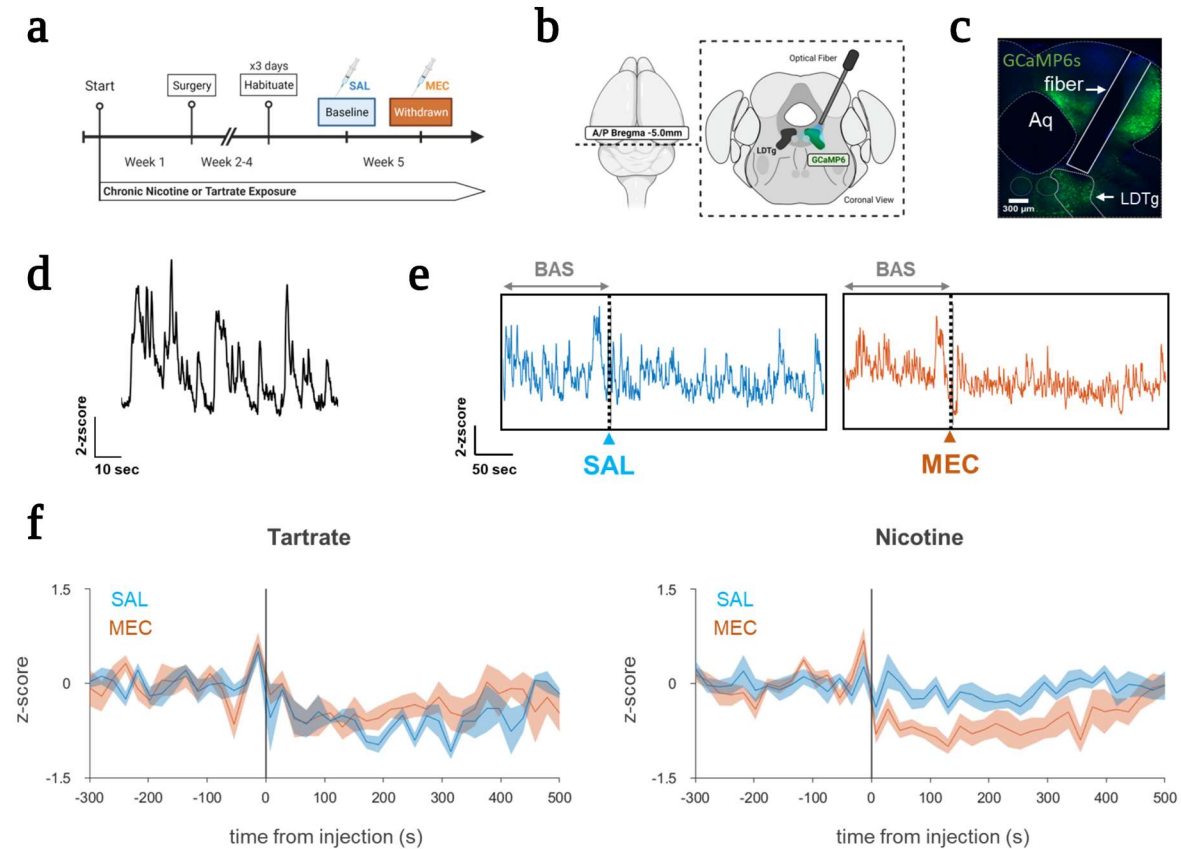 a
x3 days
Start
Surgery
Habituate
SAL
MEC
Baseline
Withdrawn
Week 1
Week 2-4
Week 5
Chronic Nicotine or Tartrate Exposure
b
Optical Fiber
A/P Bregma -5.0mm
LDTg
GCaMP6
Coronal View
c
GCaMP6s
fiber
Aq
LDTg
300 µm
d
2-zscore
10 sec
e
BAS
BAS
2-zscore
50 sec
SAL
MEC
f
Tartrate
1.5
SAL
MEC
0
-1.5
z-score
-300 -200 -100 0 100 200 300 400 500
time from injection (s)
Nicotine
1.5
SAL
MEC
0
-1.5
z-score
-300 -200 -100 0 100 200 300 400 500
time from injection (s)